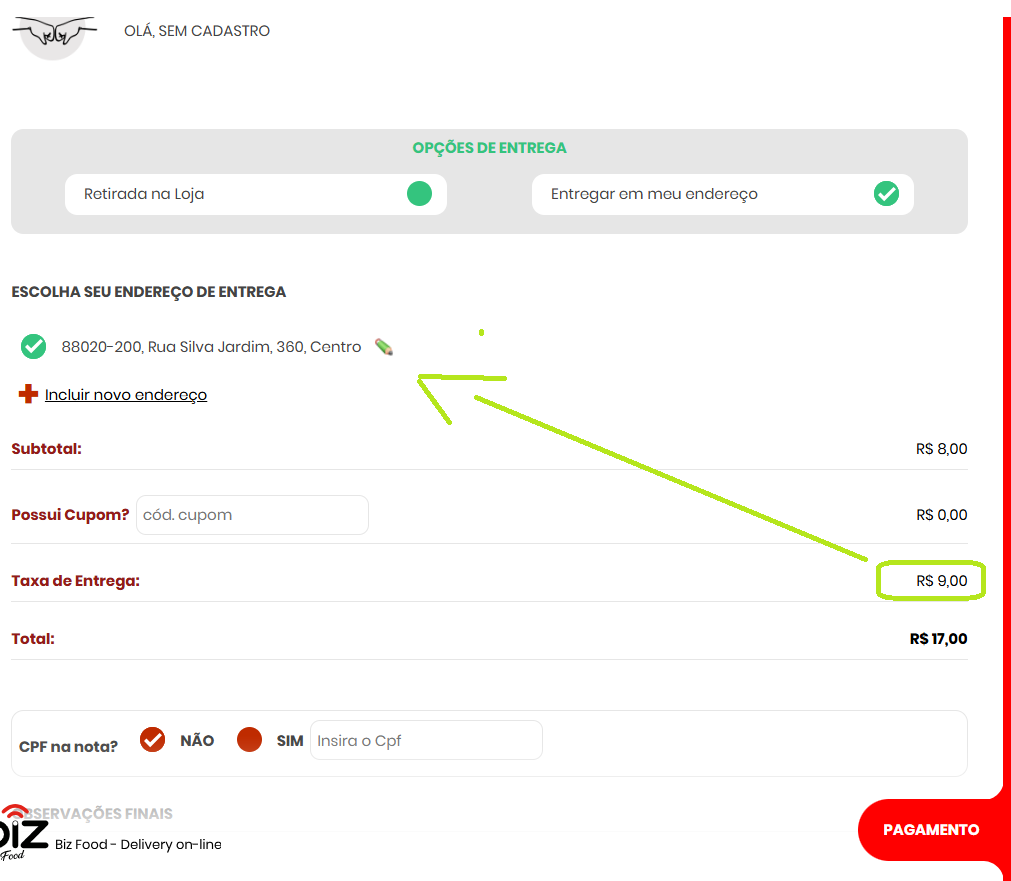 OLÁ, SEM CADASTRO
OPÇÕES DE ENTREGA
Retirada na Loja
Entregar em meu endereço
ESCOLHA SEU ENDEREÇO DE ENTREGA
88020-200, Rua Silva Jardim, 360, Centro
Incluir novo endereço
Subtotal: R$ 8,00
Possui Cupom? cód. cupom R$ 0,00
Taxa de Entrega: R$ 9,00
Total: R$ 17,00
CPF na nota? NÃO SIM Insira o Cpf
OBSERVAÇÕES FINAIS
BIZ
Food
Biz Food - Delivery on-line
PAGAMENTO